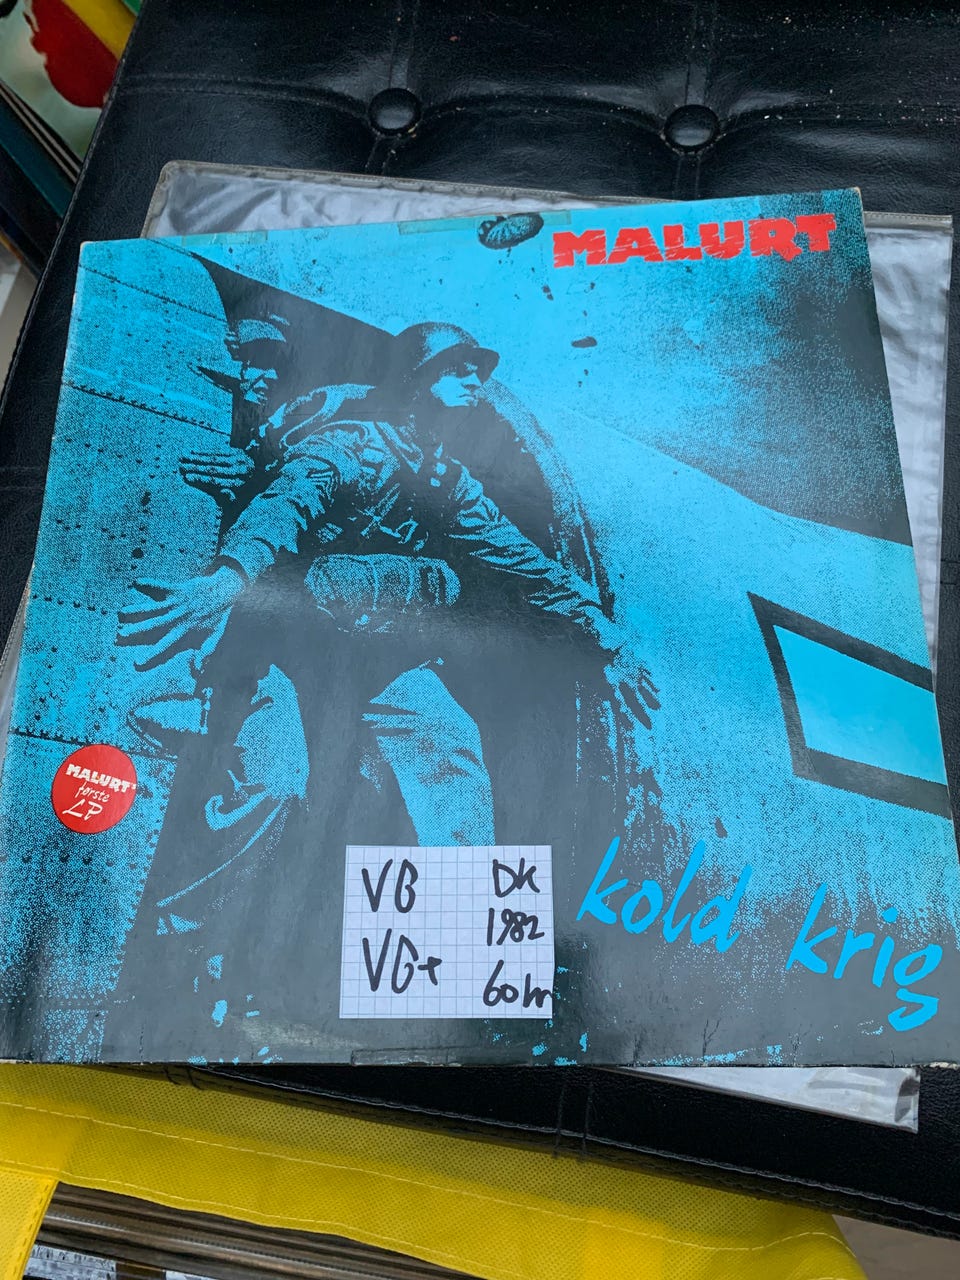 MALURT
MALURT'
første
LP
VG
VG+
DK
1982
60 kr
kold krig